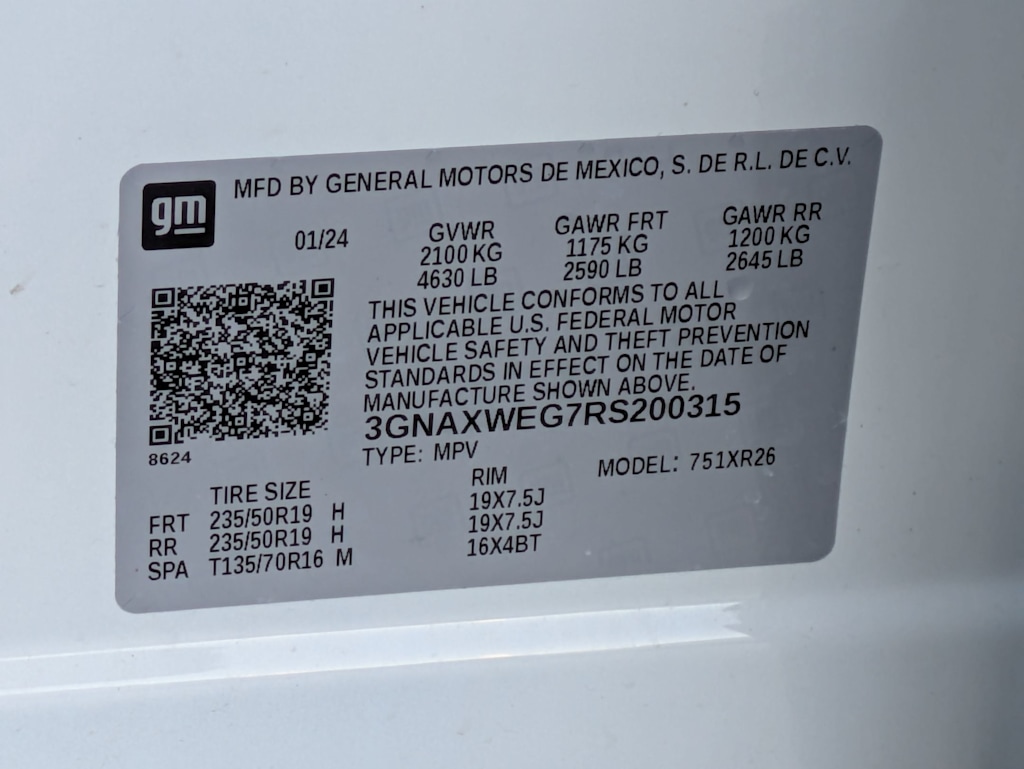 gm
MFD BY GENERAL MOTORS DE MEXICO, S. DE R.L. DE C.V.
01/24 GVWR GAWR FRT GAWR RR
2100 KG 1175 KG 1200 KG
4630 LB 2590 LB 2645 LB
THIS VEHICLE CONFORMS TO ALL
APPLICABLE U.S. FEDERAL MOTOR
VEHICLE SAFETY AND THEFT PREVENTION
STANDARDS IN EFFECT ON THE DATE OF
MANUFACTURE SHOWN ABOVE.
3GNAXWEG7RS200315
8624
TYPE: MPV MODEL: 751XR26
TIRE SIZE RIM
FRT 235/50R19 H 19X7.5J
RR 235/50R19 H 19X7.5J
SPA T135/70R16 M 16X4BT